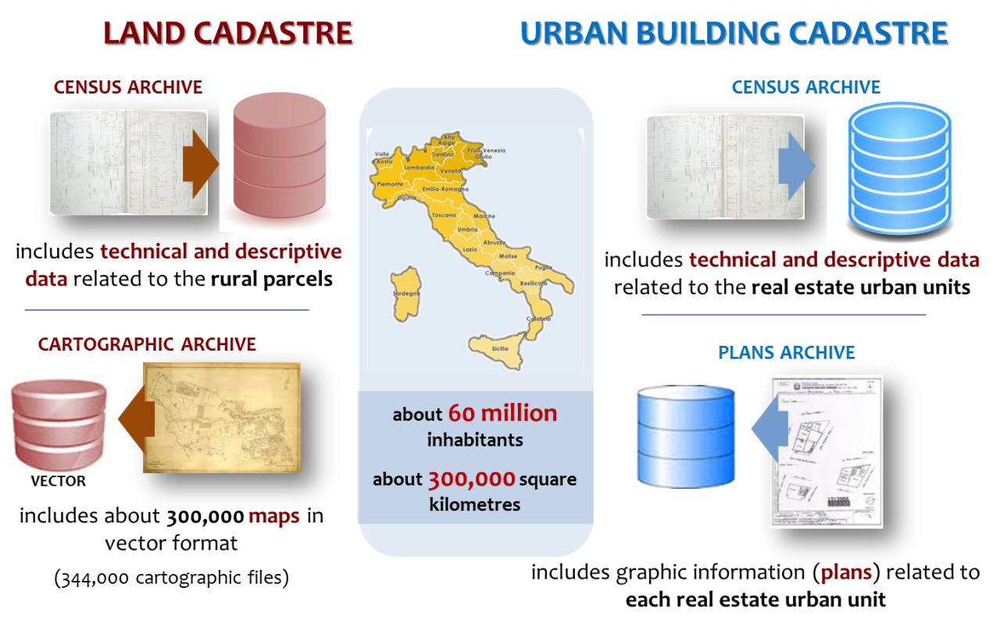 LAND CADASTRE
URBAN BUILDING CADASTRE
CENSUS ARCHIVE
includes technical and descriptive
data related to the rural parcels
CARTOGRAPHIC ARCHIVE
VECTOR
includes about 300,000 maps in
vector format
(344,000 cartographic files)
Alto
Adige
Valle
d'Aosta
Trentino
Friuli-Venezia
Giulia
Lombardia
Veneto
Piemonte
Emilia-Romagna
Liguria
Toscana
Marche
Umbria
Abruzzo
Lazio
Molise
Campania
Puglia
Basilicata
Sardegna
Calabria
Sicilia
about 60 million
inhabitants
about 300,000 square
kilometres
CENSUS ARCHIVE
includes technical and descriptive data
related to the real estate urban units
PLANS ARCHIVE
includes graphic information (plans) related to
each real estate urban unit